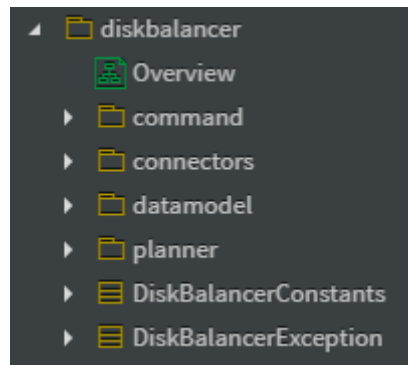 diskbalancer
Overview
command
connectors
datamodel
planner
DiskBalancerConstants
DiskBalancerException